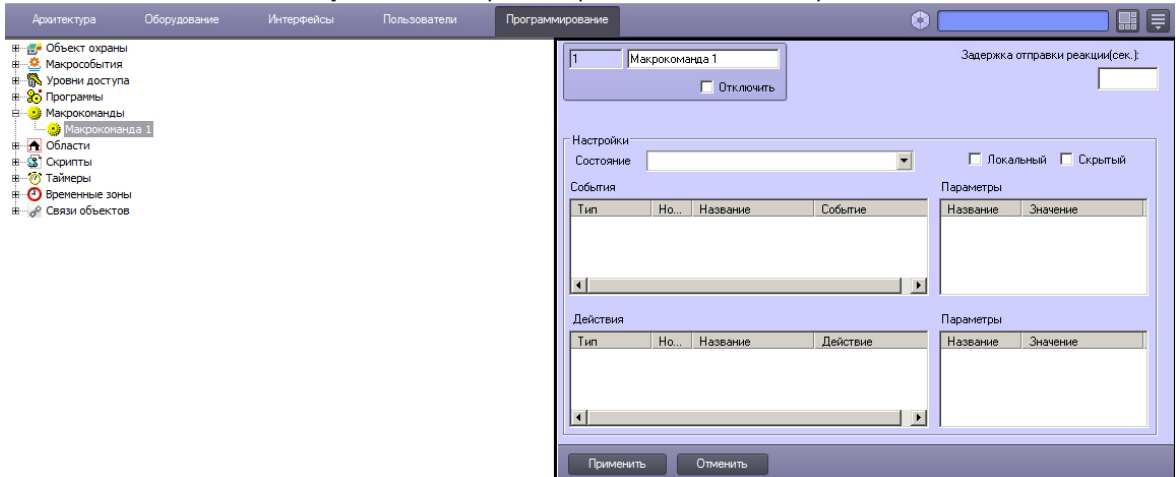 Архитектура Оборудование Интерфейсы Пользователи Программирование
Объект охраны
Макрособытия
Уровни доступа
Программы
Макрокоманды
Макрокоманда 1
Области
Скрипты
Таймеры
Временные зоны
Связи объектов
1 Макрокоманда 1
Отключить
Задержка отправки реакции(сек.):
Настройки
Состояние
Локальный Скрытый
События
Тип Но... Название Событие
Параметры
Название Значение
Действия
Тип Но... Название Действие
Параметры
Название Значение
Применить Отменить